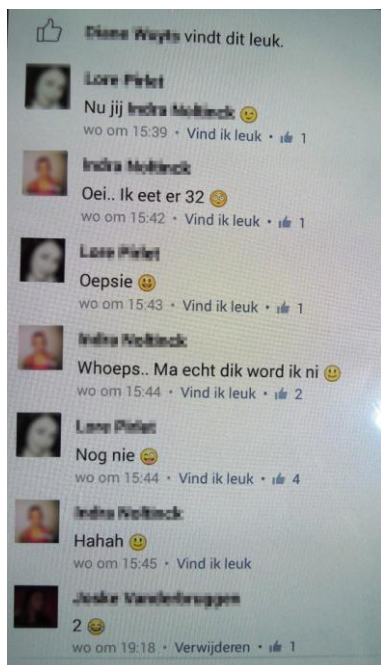 vindt dit leuk.
Nu jij 😉
wo om 15:39 • Vind ik leuk • 1
Oei.. Ik eet er 32 😳
wo om 15:42 • Vind ik leuk • 1
Oepsie 😃
wo om 15:43 • Vind ik leuk • 1
Whoeps.. Ma echt dik word ik ni 😃
wo om 15:44 • Vind ik leuk • 2
Nog nie 😜
wo om 15:44 • Vind ik leuk • 4
Hahah 😃
wo om 15:45 • Vind ik leuk
2 😂
wo om 19:18 • Verwijderen • 1